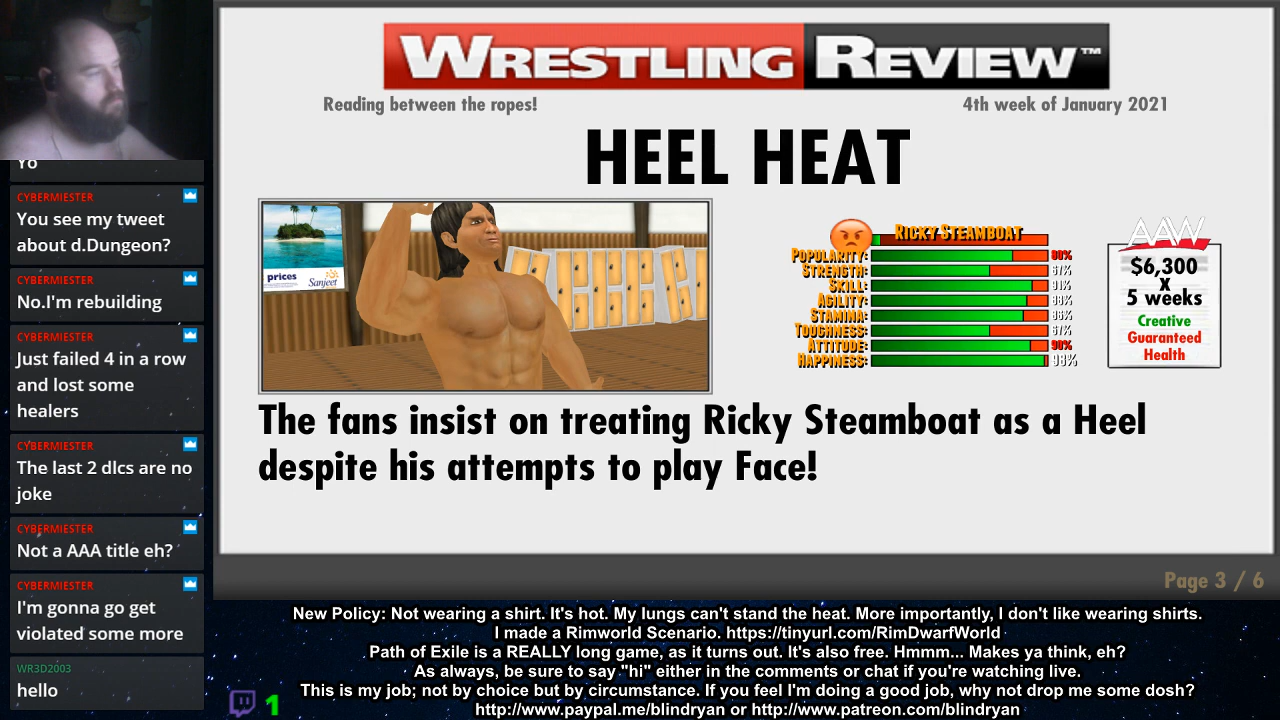 Yo
CYBERMIESTER
You see my tweet
about d.Dungeon?
CYBERMIESTER
No.I'm rebuilding
CYBERMIESTER
Just failed 4 in a row
and lost some
healers
CYBERMIESTER
The last 2 dlcs are no
joke
CYBERMIESTER
Not a AAA title eh?
CYBERMIESTER
I'm gonna go get
violated some more
WR3D2003
hello
WRESTLING REVIEW™
Reading between the ropes!
4th week of January 2021
HEEL HEAT
prices
Sanjeet
RICKY STEAMBOAT
POPULARITY: 80%
STRENGTH: 67%
SKILL: 91%
AGILITY: 88%
STAMINA: 86%
TOUGHNESS: 67%
ATTITUDE: 90%
HAPPINESS: 98%
AAW
$6,300
X
5 weeks
Creative
Guaranteed
Health
The fans insist on treating Ricky Steamboat as a Heel
despite his attempts to play Face!
Page 3 / 6
New Policy: Not wearing a shirt. It's hot. My lungs can't stand the heat. More importantly, I don't like wearing shirts.
I made a Rimworld Scenario. https://tinyurl.com/RimDwarfWorld
Path of Exile is a REALLY long game, as it turns out. It's also free. Hmmm... Makes ya think, eh?
As always, be sure to say "hi" either in the comments or chat if you're watching live.
This is my job; not by choice but by circumstance. If you feel I'm doing a good job, why not drop me some dosh?
http://www.paypal.me/blindryan or http://www.patreon.com/blindryan
1